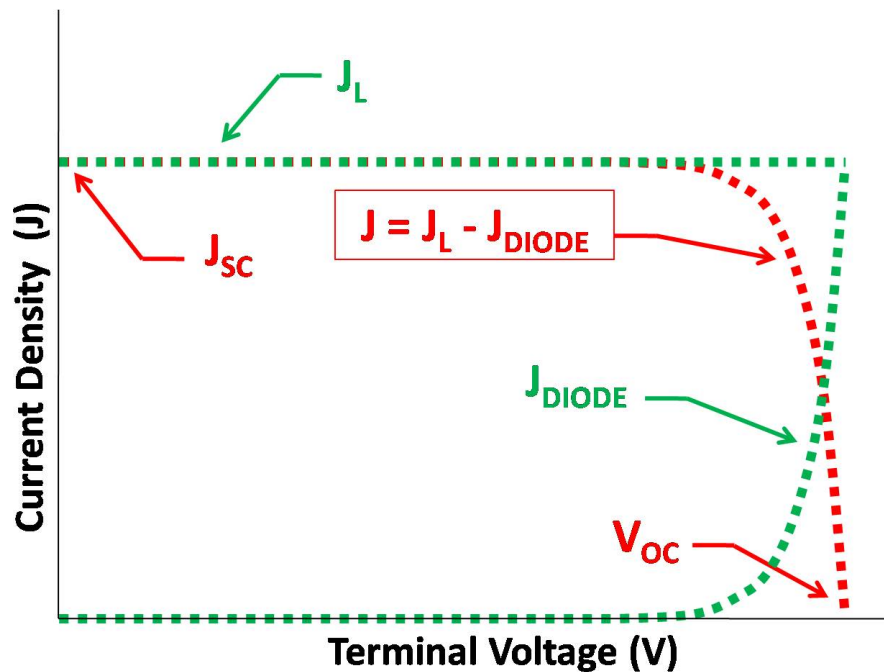 J_L
J_SC
J = J_L - J_DIODE
J_DIODE
V_OC
Current Density (J)
Terminal Voltage (V)